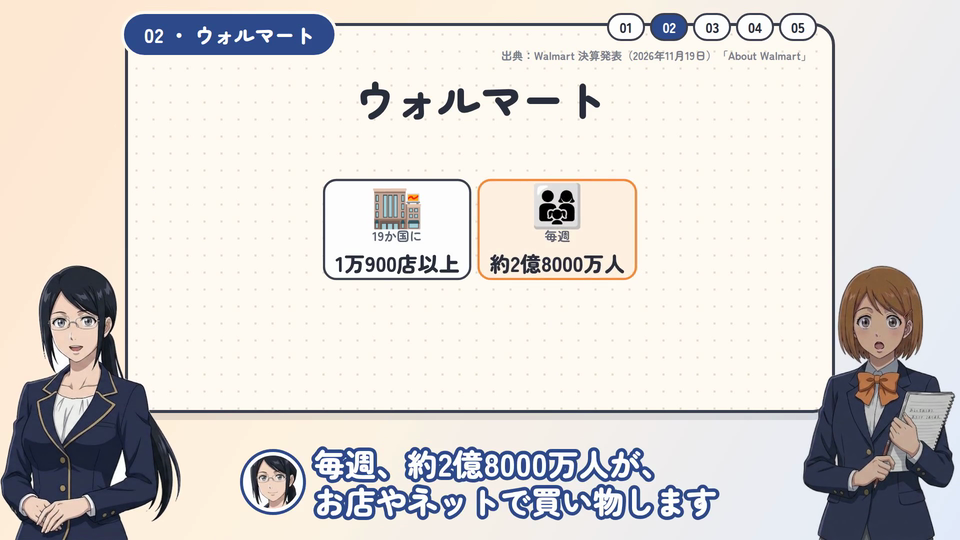 02 ・ ウォルマート
01 02 03 04 05
出典：Walmart 決算発表（2026年11月19日）「About Walmart」
ウォルマート
19か国に
1万900店以上
毎週
約2億8000万人
毎週、約2億8000万人が、
お店やネットで買い物します